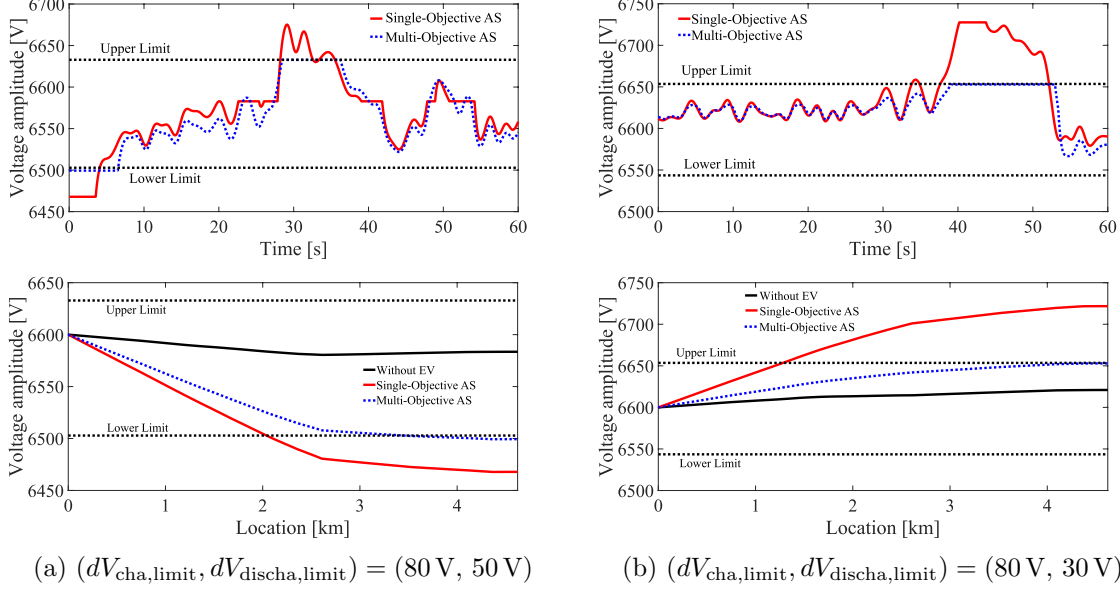 6700
6650
6600
6550
6500
6450
Voltage amplitude [V]
Upper Limit
Lower Limit
Single-Objective AS
Multi-Objective AS
0 10 20 30 40 50 60
Time [s]
6750
6700
6650
6600
6550
6500
Voltage amplitude [V]
Upper Limit
Lower Limit
Single-Objective AS
Multi-Objective AS
0 10 20 30 40 50 60
Time [s]
6650
6600
6550
6500
6450
Voltage amplitude [V]
Upper Limit
Without EV
Single-Objective AS
Multi-Objective AS
Lower Limit
0 1 2 3 4
Location [km]
6750
6700
6650
6600
6550
6500
Voltage amplitude [V]
Without EV
Single-Objective AS
Multi-Objective AS
Upper Limit
Lower Limit
0 1 2 3 4
Location [km]
(a) (dVcha,limit, dVdischa,limit) = (80 V, 50 V)
(b) (dVcha,limit, dVdischa,limit) = (80 V, 30 V)